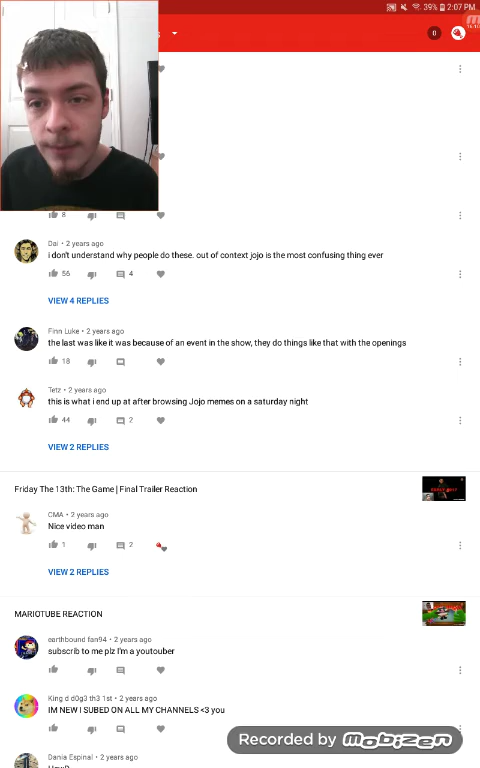 39% 2:07 PM
0
8
Dai • 2 years ago
i don't understand why people do these. out of context jojo is the most confusing thing ever
56 4
VIEW 4 REPLIES
Finn Luke • 2 years ago
the last was like it was because of an event in the show, they do things like that with the openings
18
Tetz • 2 years ago
this is what i end up at after browsing Jojo memes on a saturday night
44 2
VIEW 2 REPLIES
Friday The 13th: The Game | Final Trailer Reaction
CMA • 2 years ago
Nice video man
1 2
VIEW 2 REPLIES
MARIOTUBE REACTION
earthbound fan94 • 2 years ago
subscrib to me plz I'm a youtouber
King d d0g3 th3 1st • 2 years ago
IM NEW I SUBED ON ALL MY CHANNELS <3 you
Recorded by Mobizen
Dania Espinal • 2 years ago